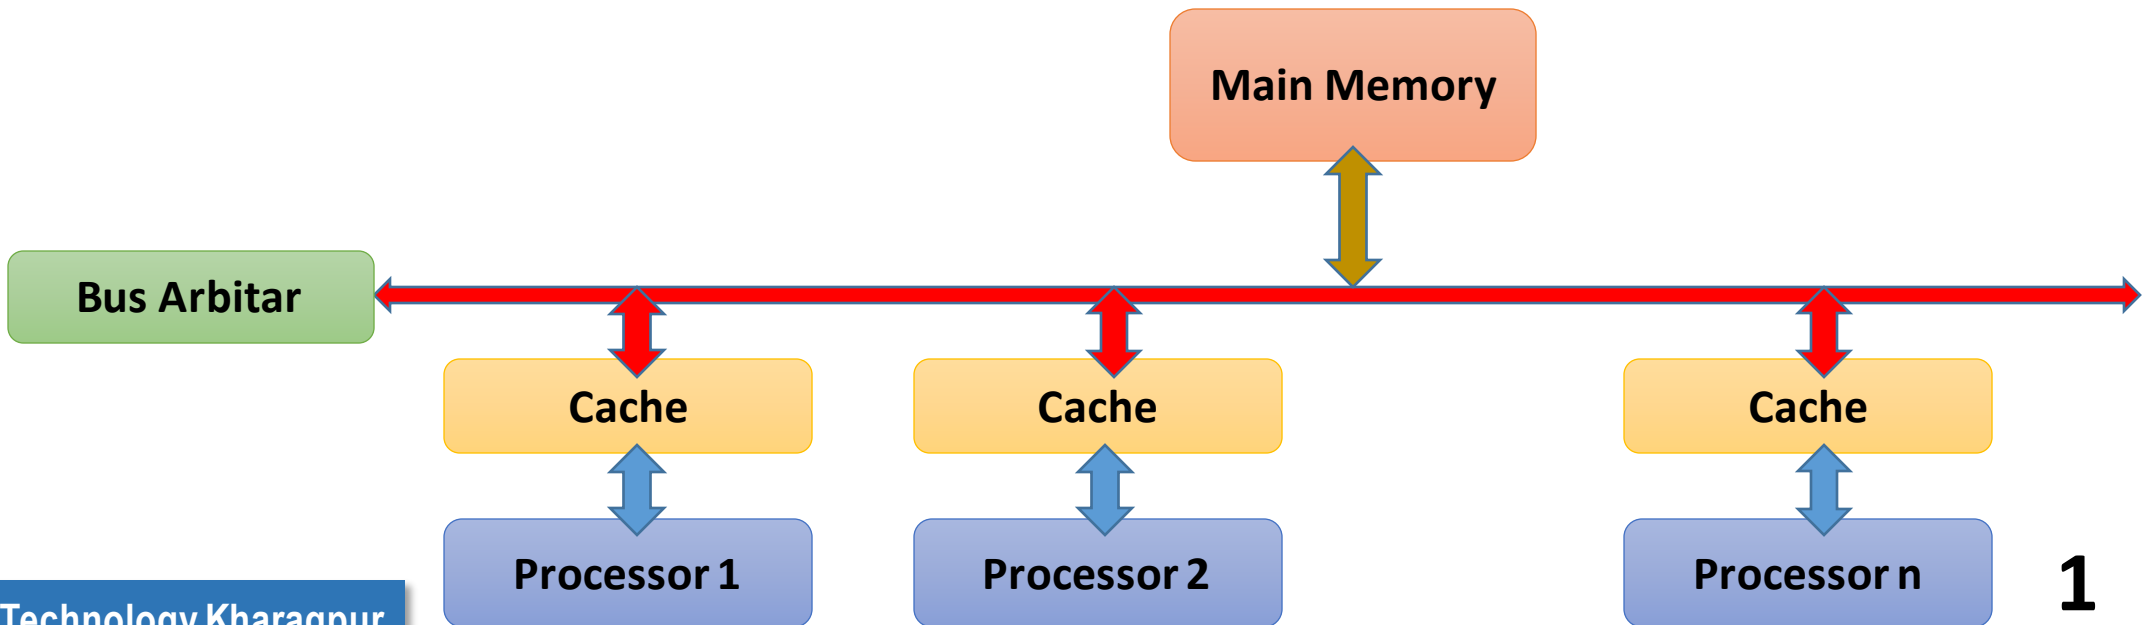 Main Memory
Bus Arbitar
Cache
Cache
Cache
Processor 1
Processor 2
Processor n
1
Technology Kharagpur